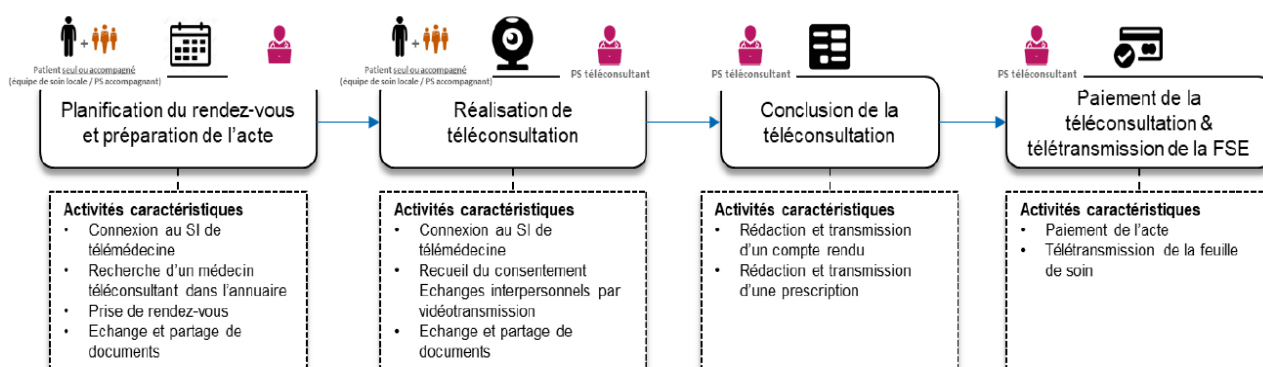 Patient seul ou accompagné
(équipe de soin locale / PS accompagnant)
Planification du rendez-vous
et préparation de l'acte
Activités caractéristiques
• Connexion au SI de
télémédecine
• Recherche d'un médecin
téléconsultant dans l'annuaire
• Prise de rendez-vous
• Echange et partage de
documents
Patient seul ou accompagné
(équipe de soin locale / PS accompagnant)
PS téléconsultant
Réalisation de
téléconsultation
Activités caractéristiques
• Connexion au SI de
télémédecine
• Recueil du consentement
Echanges interpersonnels par
vidéotransmission
• Echange et partage de
documents
PS téléconsultant
Conclusion de la
téléconsultation
Activités caractéristiques
• Rédaction et transmission
d'un compte rendu
• Rédaction et transmission
d'une prescription
PS téléconsultant
Paiement de la
téléconsultation &
télétransmission de la FSE
Activités caractéristiques
• Paiement de l'acte
• Télétransmission de la feuille
de soin